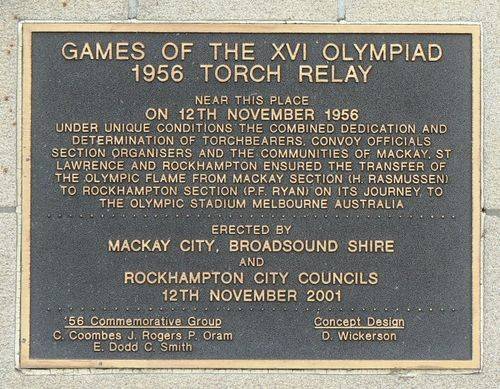 GAMES OF THE XVI OLYMPIAD
1956 TORCH RELAY
NEAR THIS PLACE
ON 12TH NOVEMBER 1956
UNDER UNIQUE CONDITIONS THE COMBINED DEDICATION AND
DETERMINATION OF TORCHBEARERS, CONVOY OFFICIALS
SECTION ORGANISERS AND THE COMMUNITIES OF MACKAY, ST
LAWRENCE AND ROCKHAMPTON ENSURED THE TRANSFER OF
THE OLYMPIC FLAME FROM MACKAY SECTION (H. RASMUSSEN)
TO ROCKHAMPTON SECTION (P.F. RYAN) ON ITS JOURNEY TO
THE OLYMPIC STADIUM MELBOURNE AUSTRALIA
ERECTED BY
MACKAY CITY, BROADSOUND SHIRE
AND
ROCKHAMPTON CITY COUNCILS
12TH NOVEMBER 2001
'56 Commemorative Group
C. Coombes J. Rogers P. Oram
E. Dodd C. Smith
Concept Design
D. Wickerson